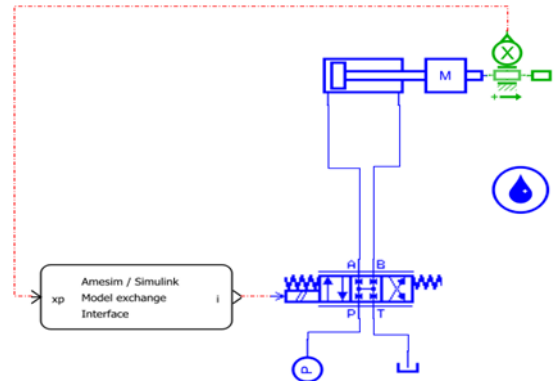 X
M
+
A B
xp Amesim / Simulink i
Model exchange
Interface
P T
P